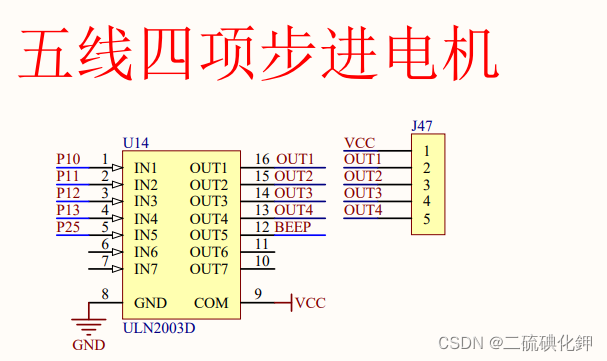 五线四项步进电机
U14
J47
P10 1 IN1 OUT1 16 OUT1
P11 2 IN2 OUT2 15 OUT2
P12 3 IN3 OUT3 14 OUT3
P13 4 IN4 OUT4 13 OUT4
P25 5 IN5 OUT5 12 BEEP
6 IN6 OUT6 11
7 IN7 OUT7 10
8 GND COM 9 VCC
GND
ULN2003D
VCC 1
OUT1 2
OUT2 3
OUT3 4
OUT4 5
CSDN @二硫碘化钾